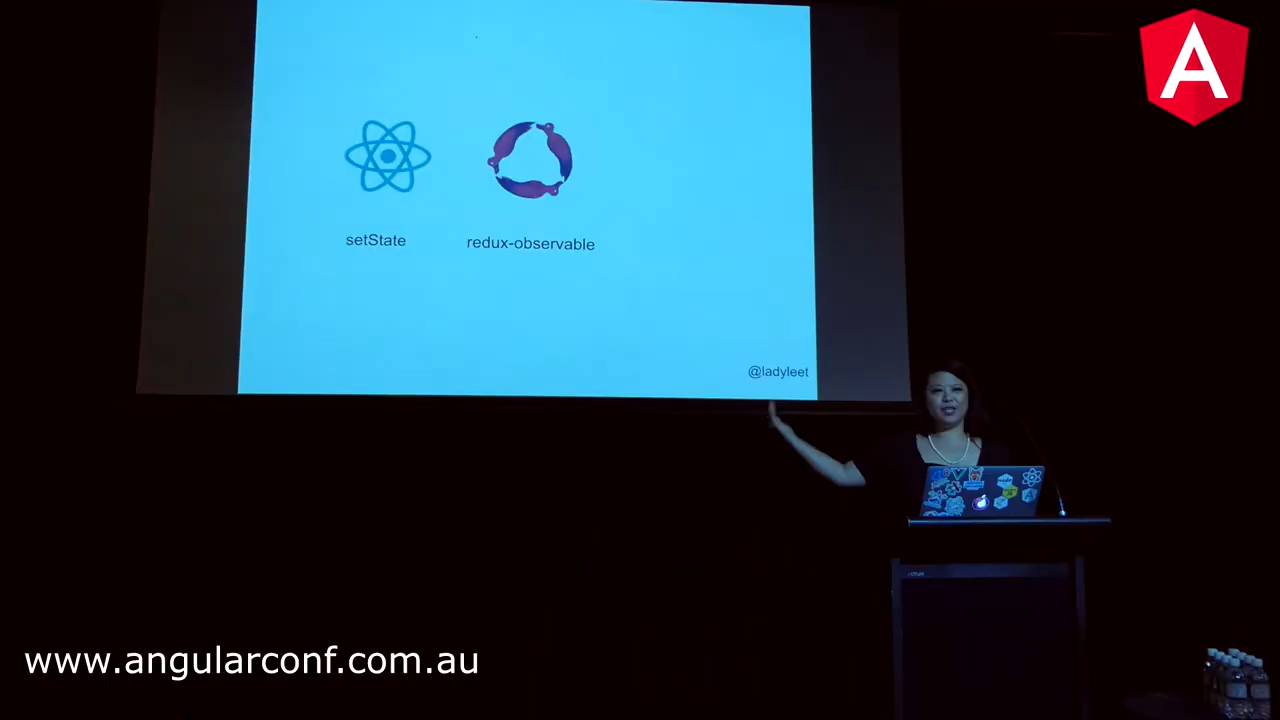 A
setState
redux-observable
@ladyleet
www.angularconf.com.au